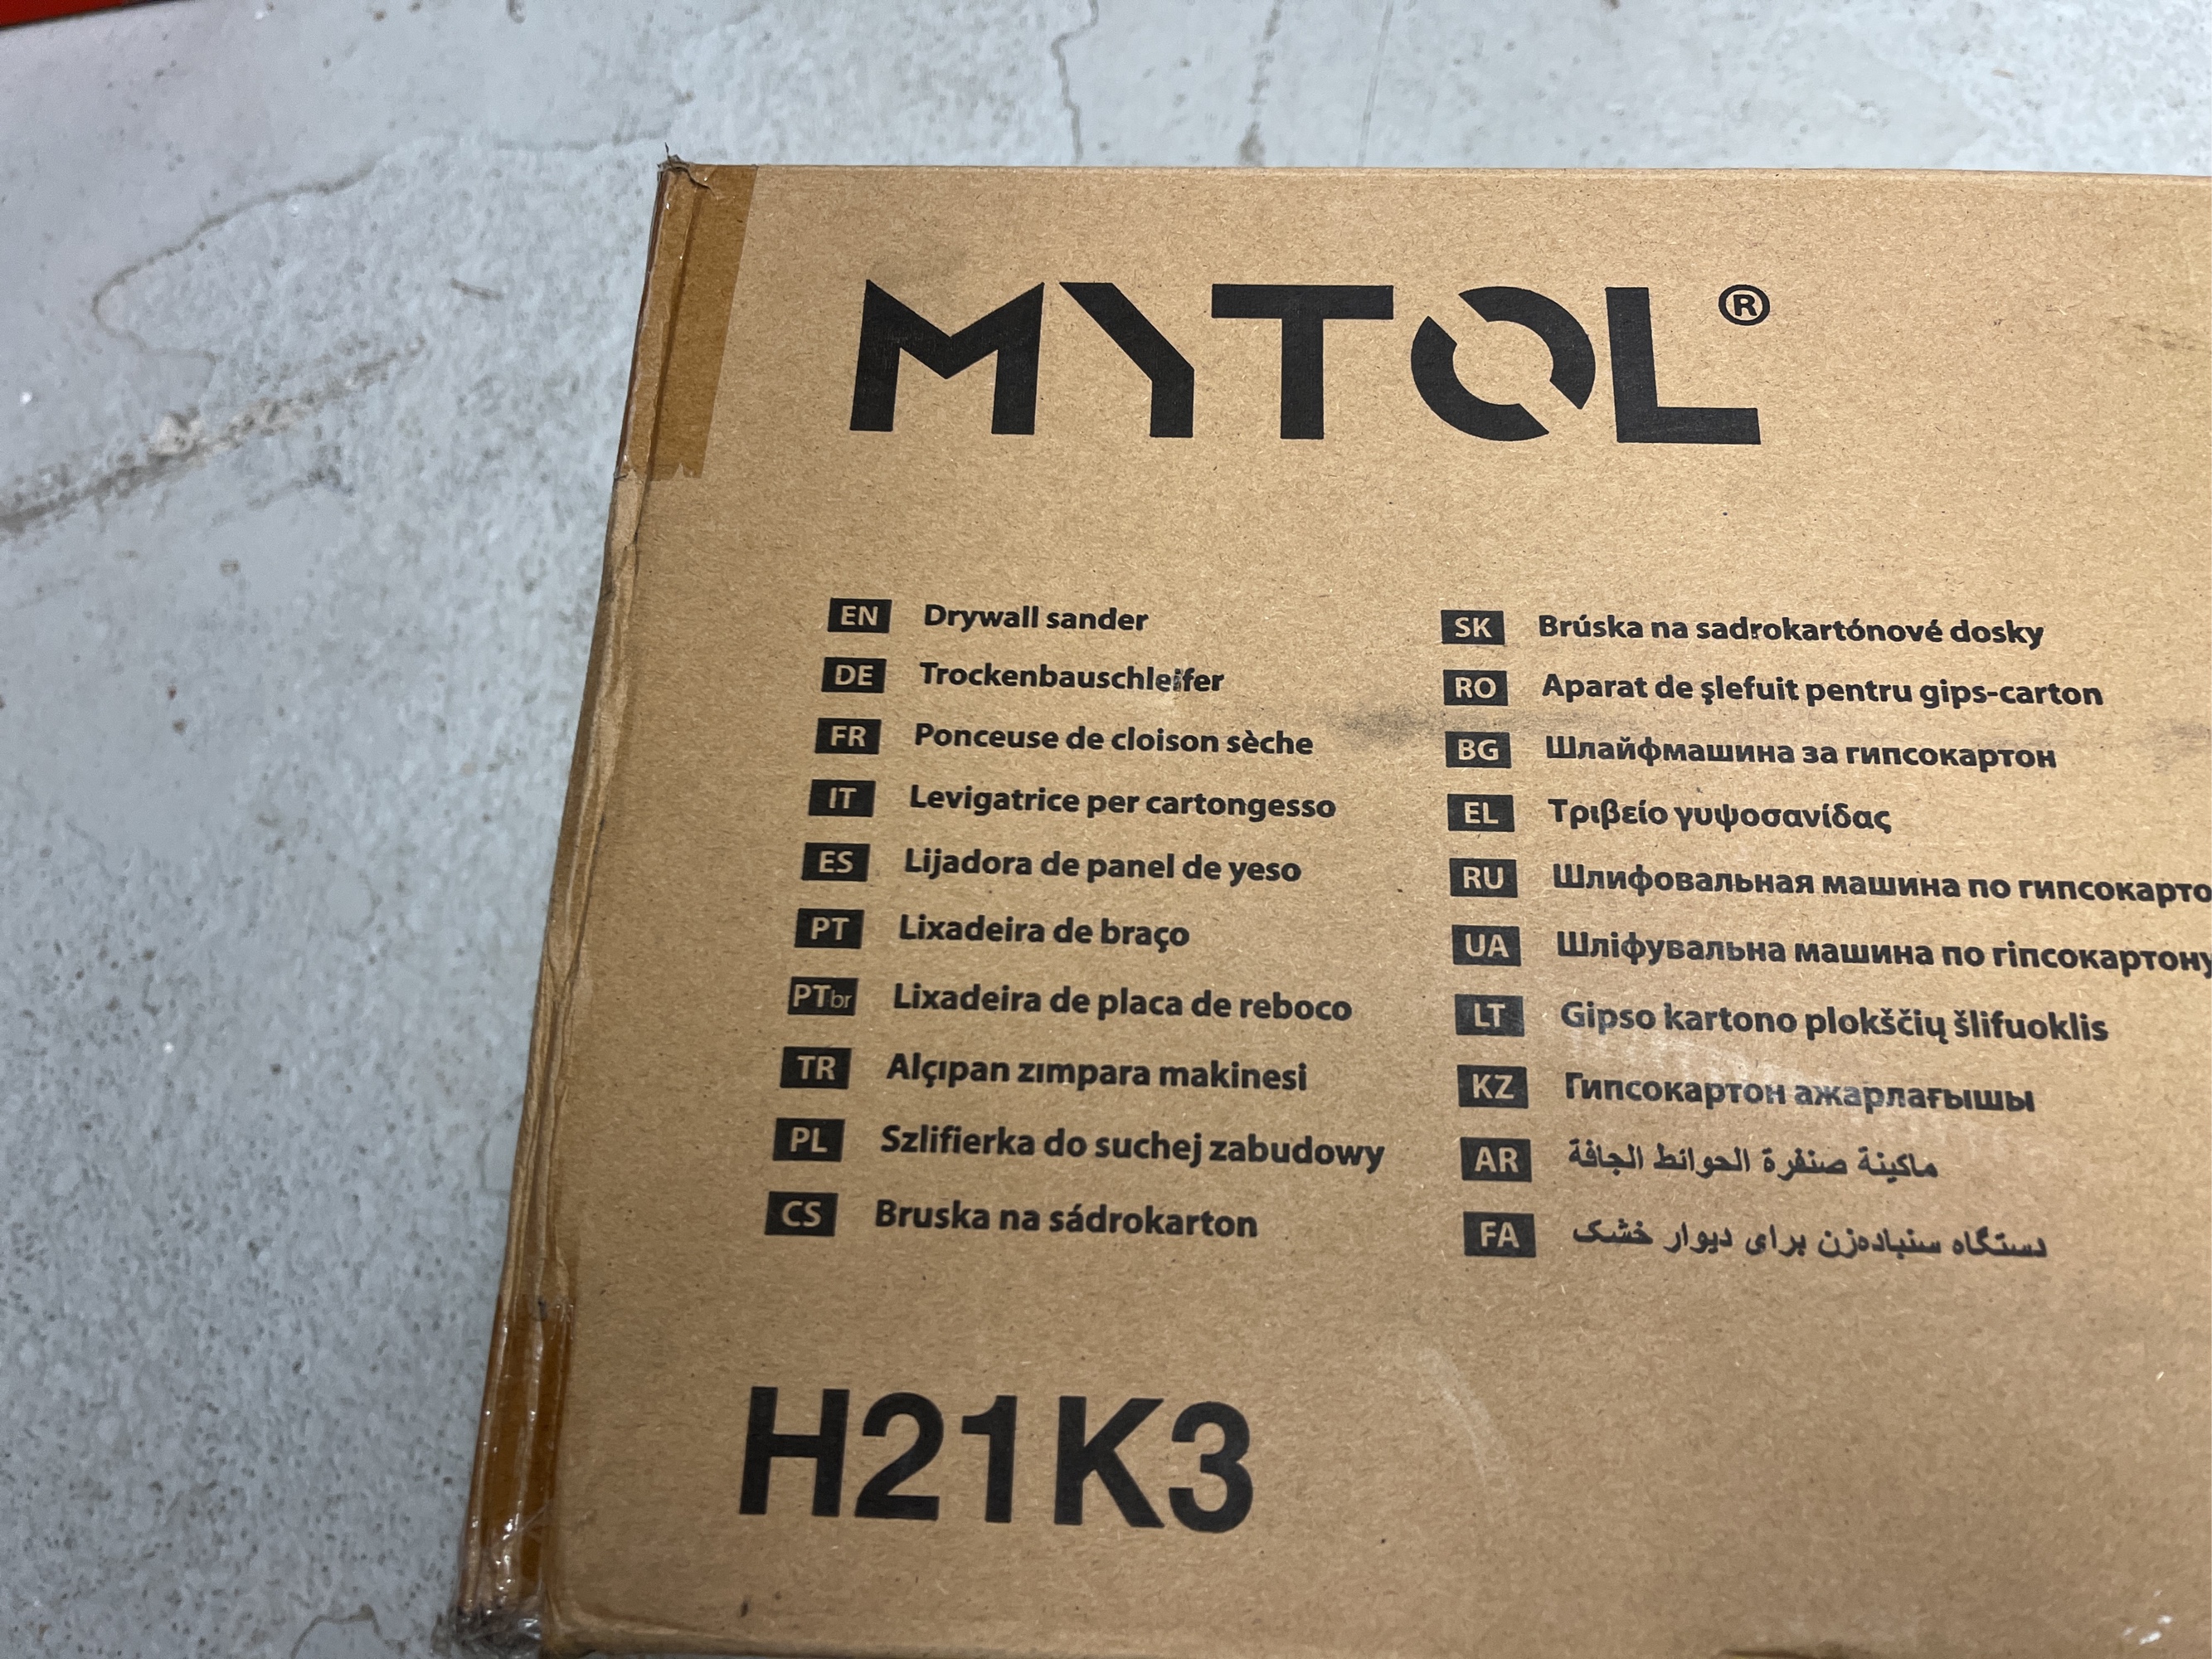 MYTOL®
EN Drywall sander
DE Trockenbauschleifer
FR Ponceuse de cloison sèche
IT Levigatrice per cartongesso
ES Lijadora de panel de yeso
PT Lixadeira de braço
PTbr Lixadeira de placa de reboco
TR Alçıpan zımpara makinesi
PL Szlifierka do suchej zabudowy
CS Bruska na sádrokarton
SK Brúska na sadrokartónové dosky
RO Aparat de şlefuit pentru gips-carton
BG Шлайфмашина за гипсокартон
EL Τριβείο γυψοσανίδας
RU Шлифовальная машина по гипсокарто
UA Шліфувальна машина по гіпсокартону
LT Gipso kartono plokščių šlifuoklis
KZ Гипсокартон ажарлағышы
AR ماكينة صنفرة الحوائط الجافة
FA دستگاه سنبادهزن برای دیوار خشک
H21K3